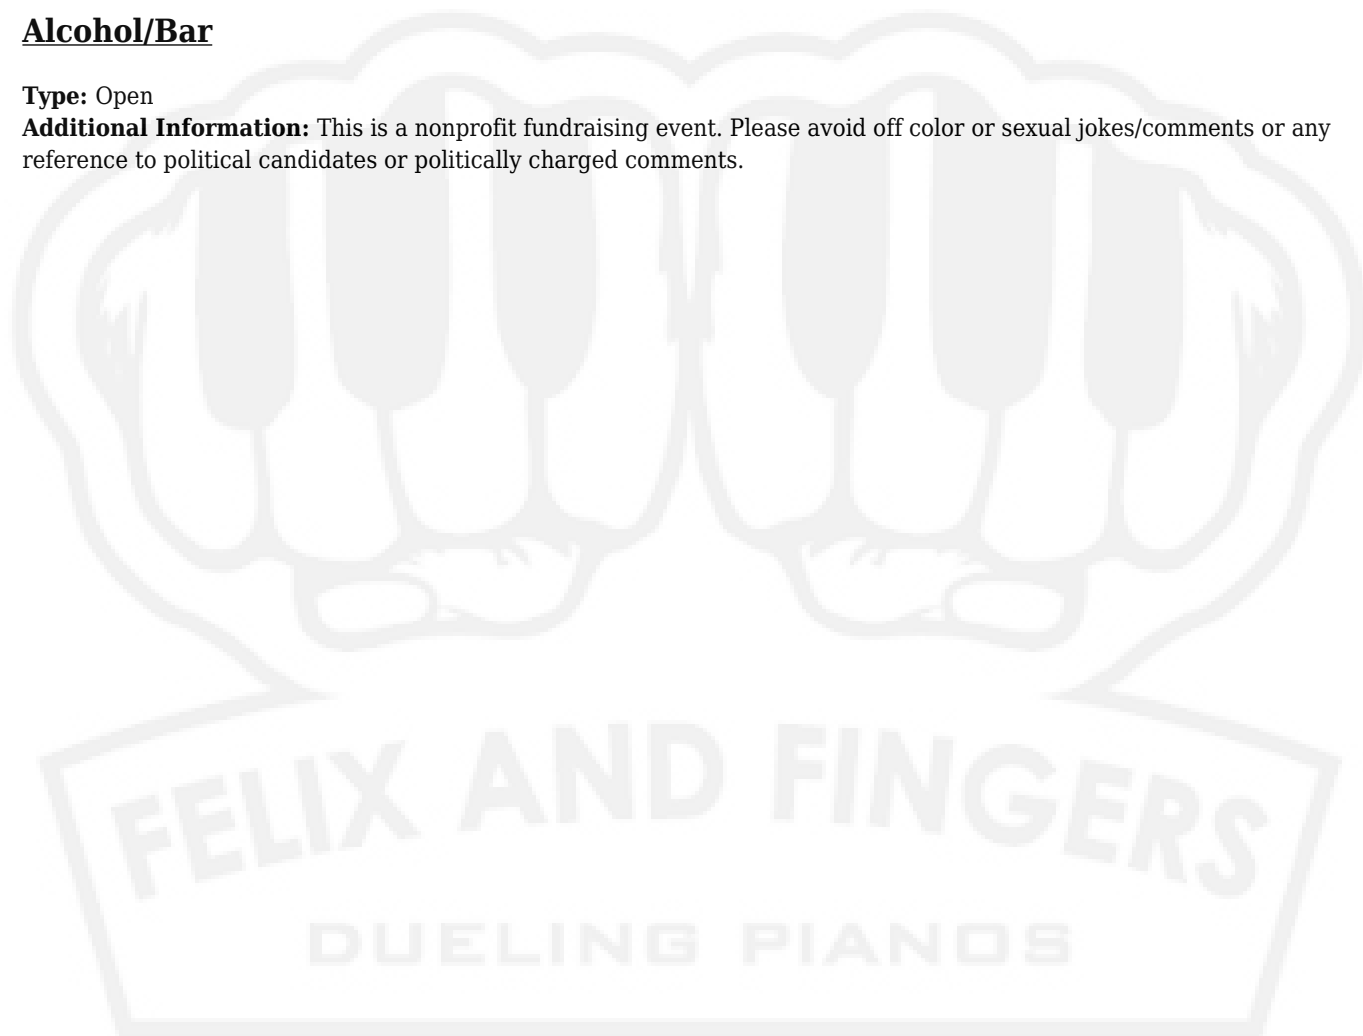 Alcohol/Bar
Type: Open
Additional Information: This is a nonprofit fundraising event. Please avoid off color or sexual jokes/comments or any
reference to political candidates or politically charged comments.
FELIX AND FINGERS
DUELING PIANOS